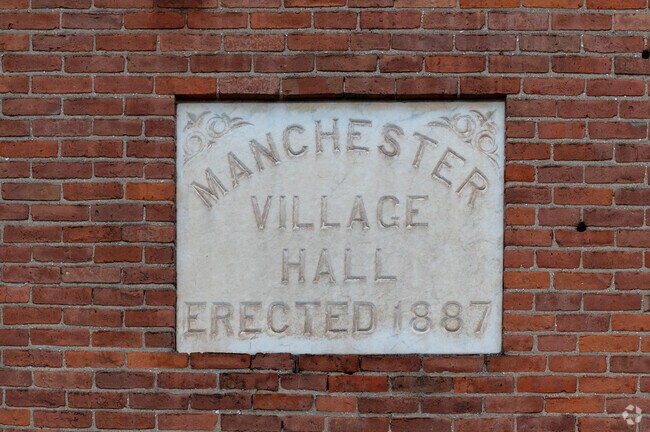 MANCHESTER
VILLAGE
HALL
ERECTED 1887